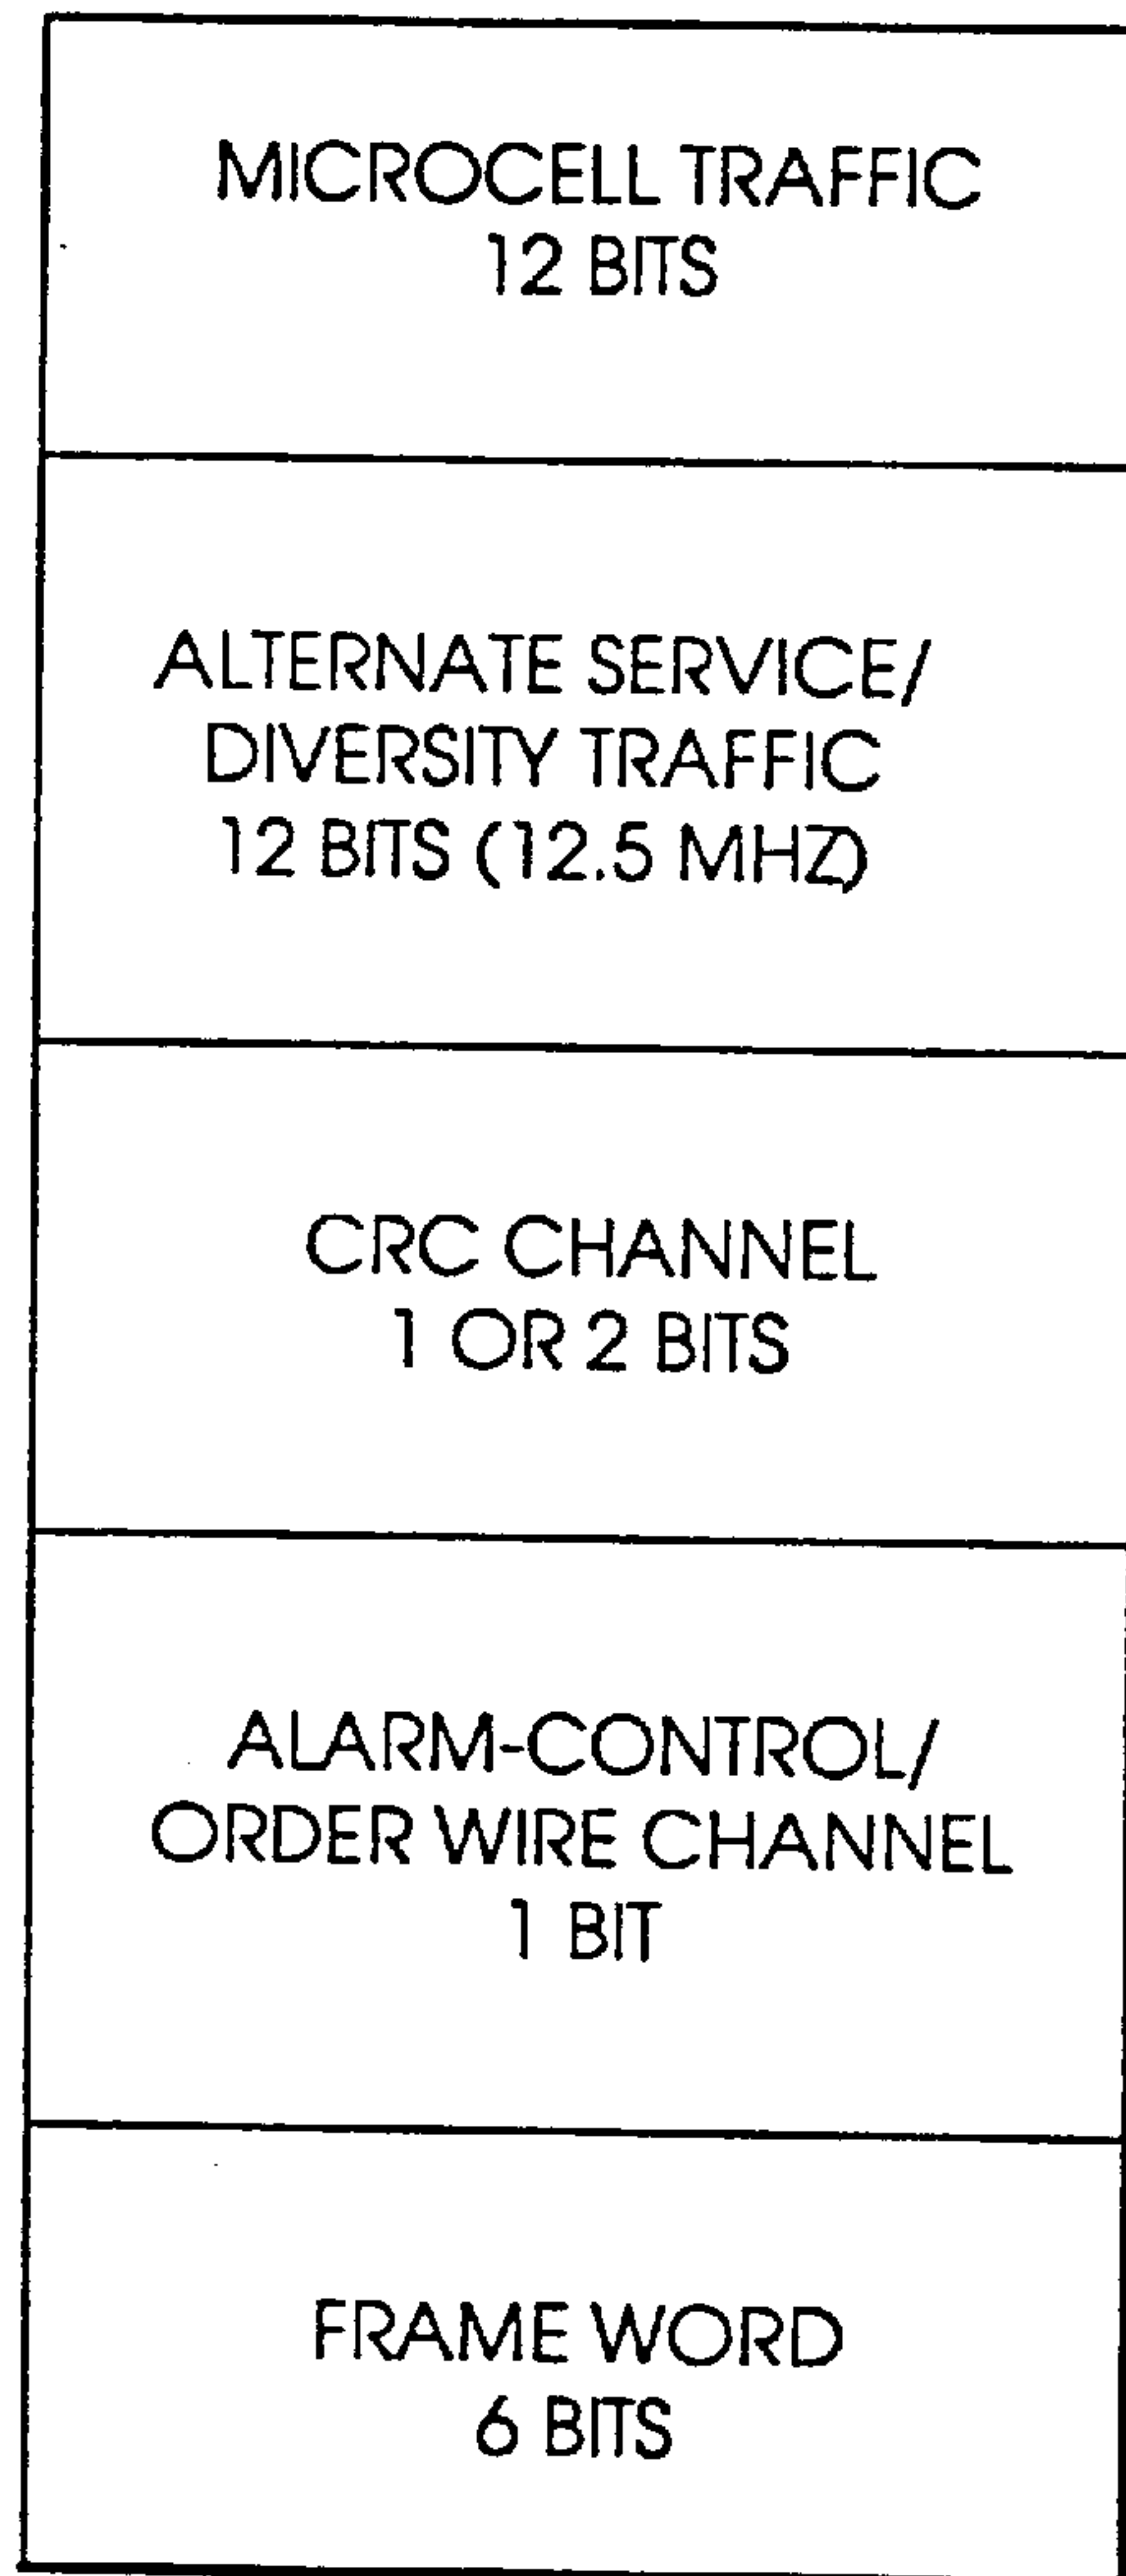 MICROCELL TRAFFIC
12 BITS
ALTERNATE SERVICE/
DIVERSITY TRAFFIC
12 BITS (12.5 MHZ)
CRC CHANNEL
1 OR 2 BITS
ALARM-CONTROL/
ORDER WIRE CHANNEL
1 BIT
FRAME WORD
6 BITS